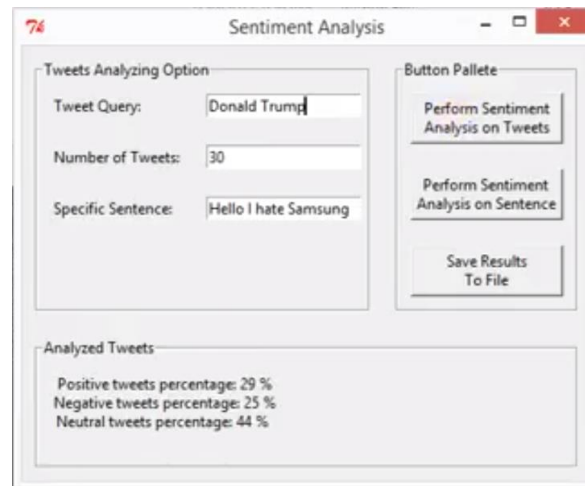 Sentiment Analysis
Tweets Analyzing Option
Tweet Query: Donald Trump
Number of Tweets: 30
Specific Sentence: Hello I hate Samsung
Button Pallete
Perform Sentiment
Analysis on Tweets
Perform Sentiment
Analysis on Sentence
Save Results
To File
Analyzed Tweets
Positive tweets percentage: 29 %
Negative tweets percentage: 25 %
Neutral tweets percentage: 44 %